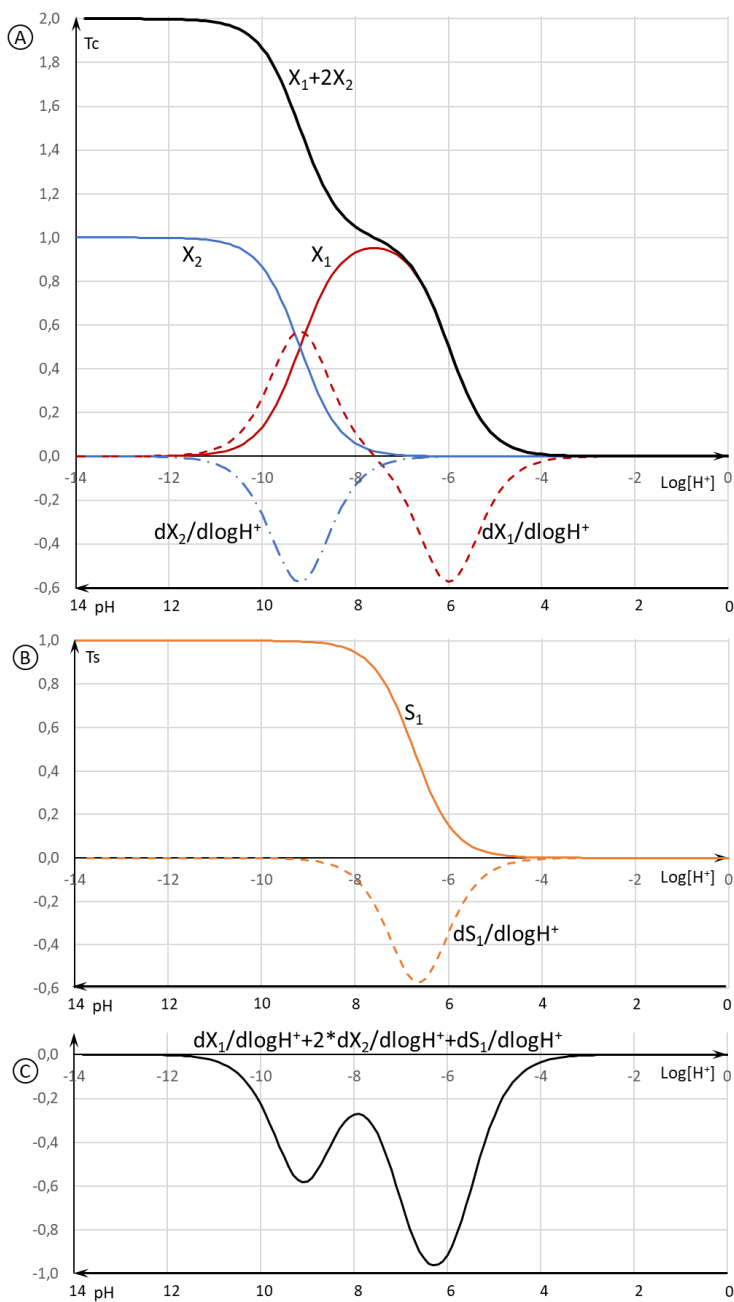 2,0
A
Tc
1,8
X₁+2X₂
1,6
1,4
1,2
1,0
X₂
X₁
0,8
0,6
0,4
0,2
0,0
-14 -12 -10 -8 -6 -4 -2 0
Log[H⁺]
-0,2
dX₂/dlogH⁺ dX₁/dlogH⁺
-0,4
-0,6
14 pH 12 10 8 6 4 2 0
1,0
B
Ts
0,8
S₁
0,6
0,4
0,2
0,0
-14 -12 -10 -8 -6 -4 -2 0
Log[H⁺]
-0,2
dS₁/dlogH⁺
-0,4
-0,6
14 pH 12 10 8 6 4 2 0
dX₁/dlogH⁺+2*dX₂/dlogH⁺+dS₁/dlogH⁺
0,0
C
-14 -12 -10 -8 -6 -4 -2 0
Log[H⁺]
-0,2
-0,4
-0,6
-0,8
-1,0
14 pH 12 10 8 6 4 2 0